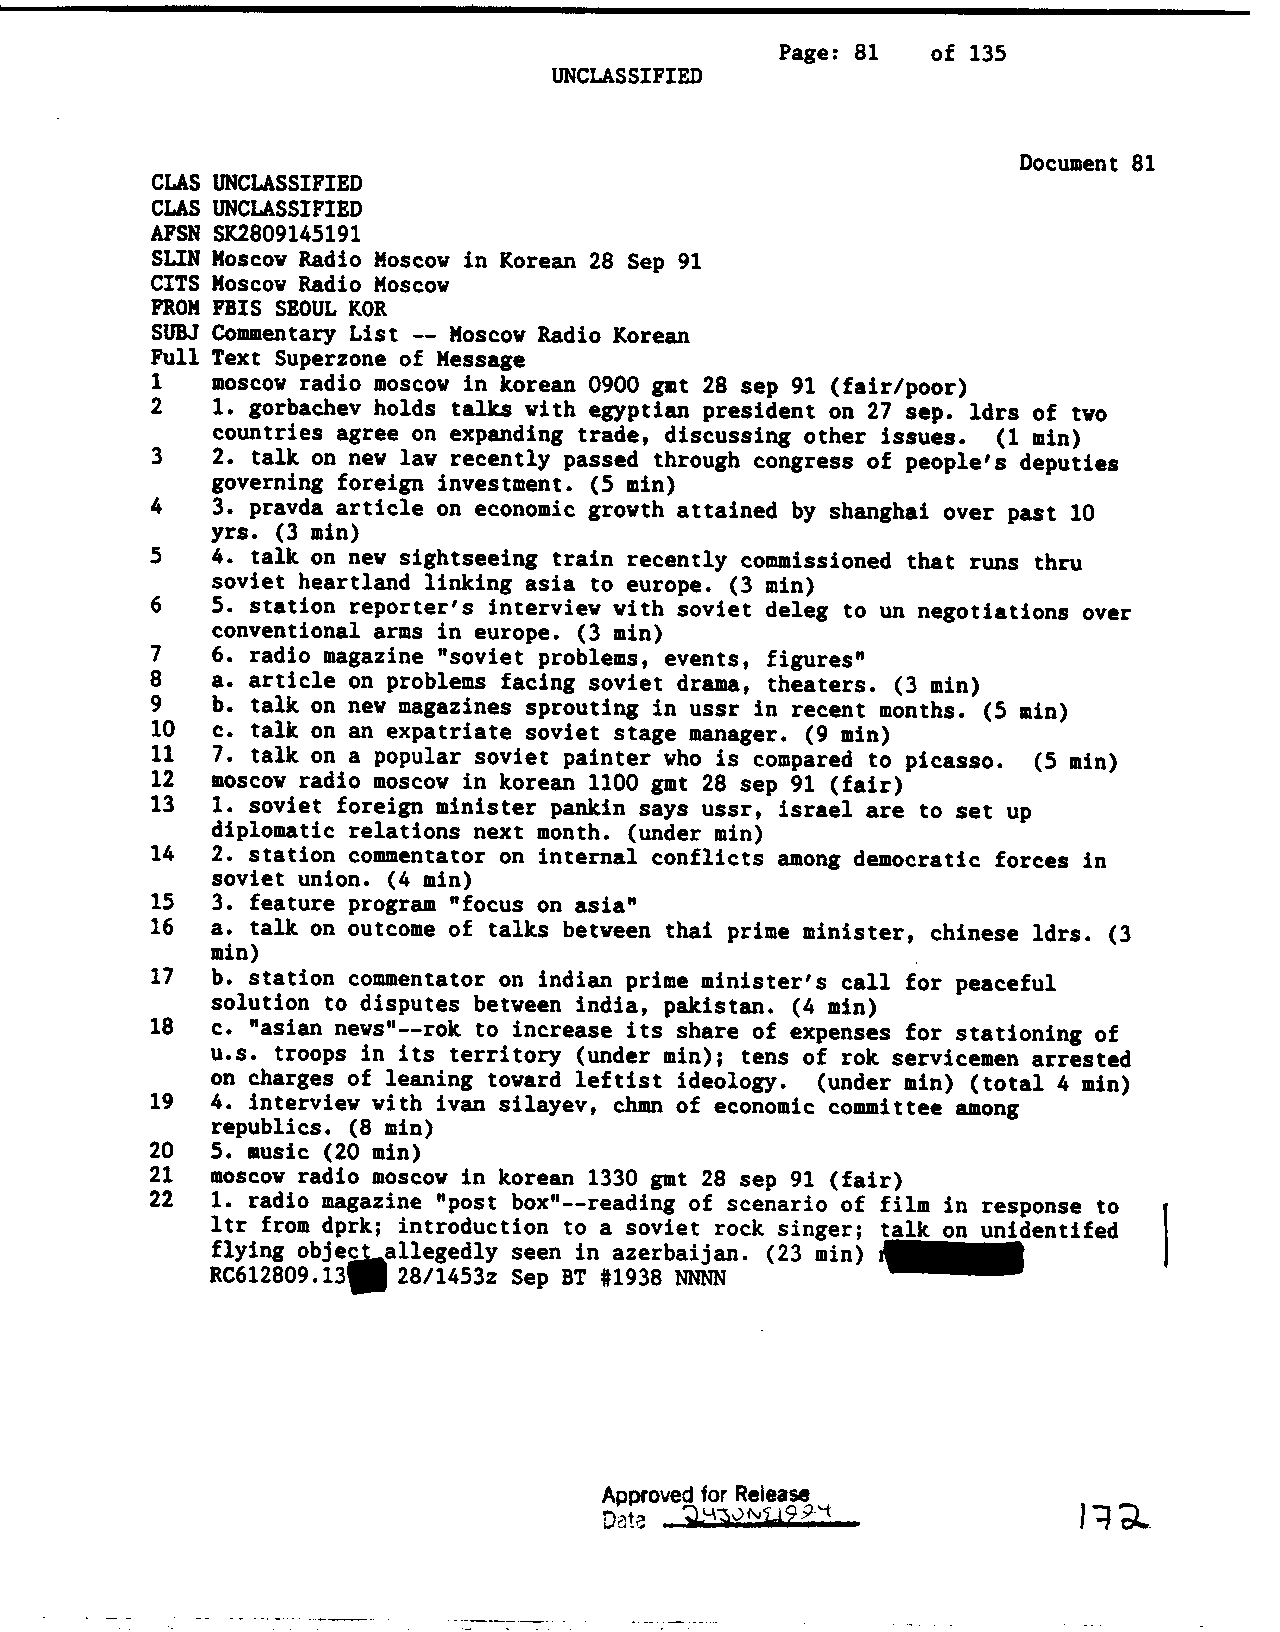 Page: 81 of 135
UNCLASSIFIED
Document 81
CLAS UNCLASSIFIED
CLAS UNCLASSIFIED
AFSN SK2809145191
SLIN Moscow Radio Moscow in Korean 28 Sep 91
CITS Moscow Radio Moscow
FROM FBIS SEOUL KOR
SUBJ Commentary List -- Moscow Radio Korean
Full Text Superzone of Message
1 moscow radio moscow in korean 0900 gmt 28 sep 91 (fair/poor)
2 1. gorbachev holds talks with egyptian president on 27 sep. ldrs of two
countries agree on expanding trade, discussing other issues. (1 min)
3 2. talk on new law recently passed through congress of people's deputies
governing foreign investment. (5 min)
4 3. pravda article on economic growth attained by shanghai over past 10
yrs. (3 min)
5 4. talk on new sightseeing train recently commissioned that runs thru
soviet heartland linking asia to europe. (3 min)
6 5. station reporter's interview with soviet deleg to un negotiations over
conventional arms in europe. (3 min)
7 6. radio magazine "soviet problems, events, figures"
8 a. article on problems facing soviet drama, theaters. (3 min)
9 b. talk on new magazines sprouting in ussr in recent months. (5 min)
10 c. talk on an expatriate soviet stage manager. (9 min)
11 7. talk on a popular soviet painter who is compared to picasso. (5 min)
12 moscow radio moscow in korean 1100 gmt 28 sep 91 (fair)
13 1. soviet foreign minister pankin says ussr, israel are to set up
diplomatic relations next month. (under min)
14 2. station commentator on internal conflicts among democratic forces in
soviet union. (4 min)
15 3. feature program "focus on asia"
16 a. talk on outcome of talks between thai prime minister, chinese ldrs. (3
min)
17 b. station commentator on indian prime minister's call for peaceful
solution to disputes between india, pakistan. (4 min)
18 c. "asian news"--rok to increase its share of expenses for stationing of
u.s. troops in its territory (under min); tens of rok servicemen arrested
on charges of leaning toward leftist ideology. (under min) (total 4 min)
19 4. interview with ivan silayev, chmn of economic committee among
republics. (8 min)
20 5. music (20 min)
21 moscow radio moscow in korean 1330 gmt 28 sep 91 (fair)
22 1. radio magazine "post box"--reading of scenario of film in response to
ltr from dprk; introduction to a soviet rock singer; talk on unidentifed
flying object allegedly seen in azerbaijan. (23 min)
RC612809.13 28/1453z Sep BT #1938 NNNN
Approved for Release
Date 24JUNE1994
172